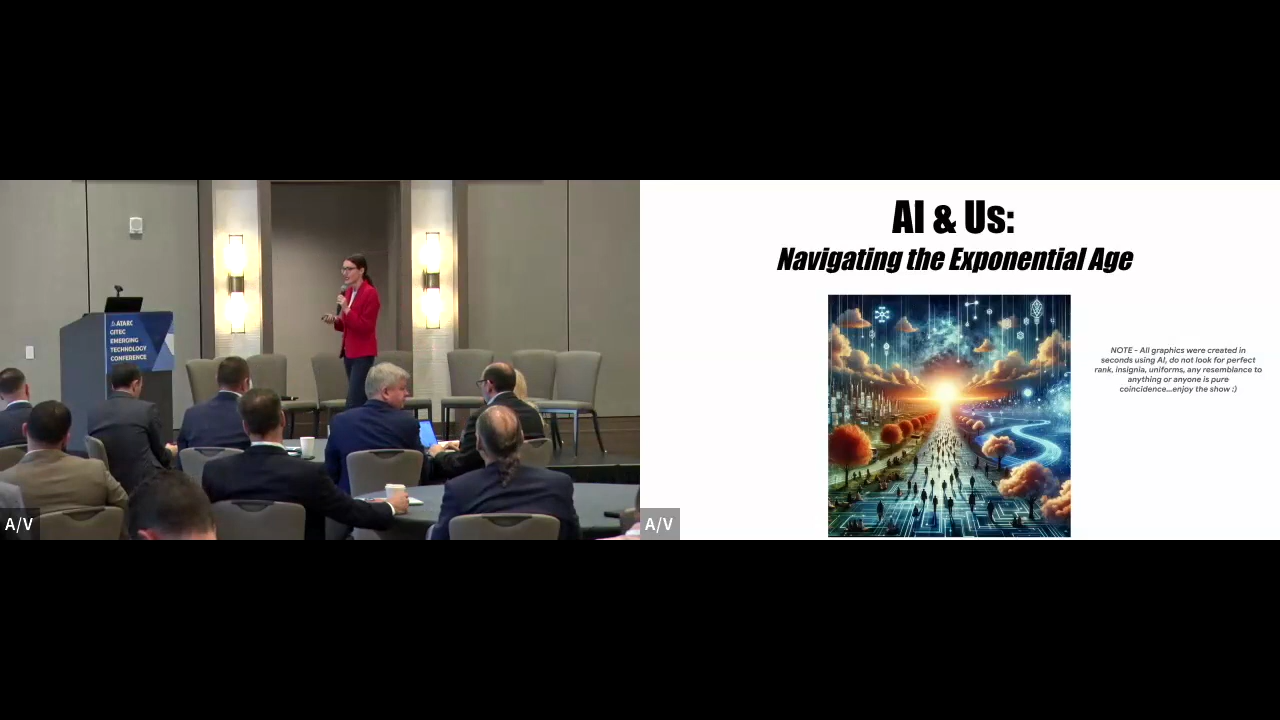 ATARC
GITEC
EMERGING
TECHNOLOGY
CONFERENCE
A/V
AI & Us:
Navigating the Exponential Age
NOTE - All graphics were created in
seconds using AI, do not look for perfect
rank, insignia, uniforms, any resemblance to
anything or anyone is pure
coincidence...enjoy the show :)
A/V